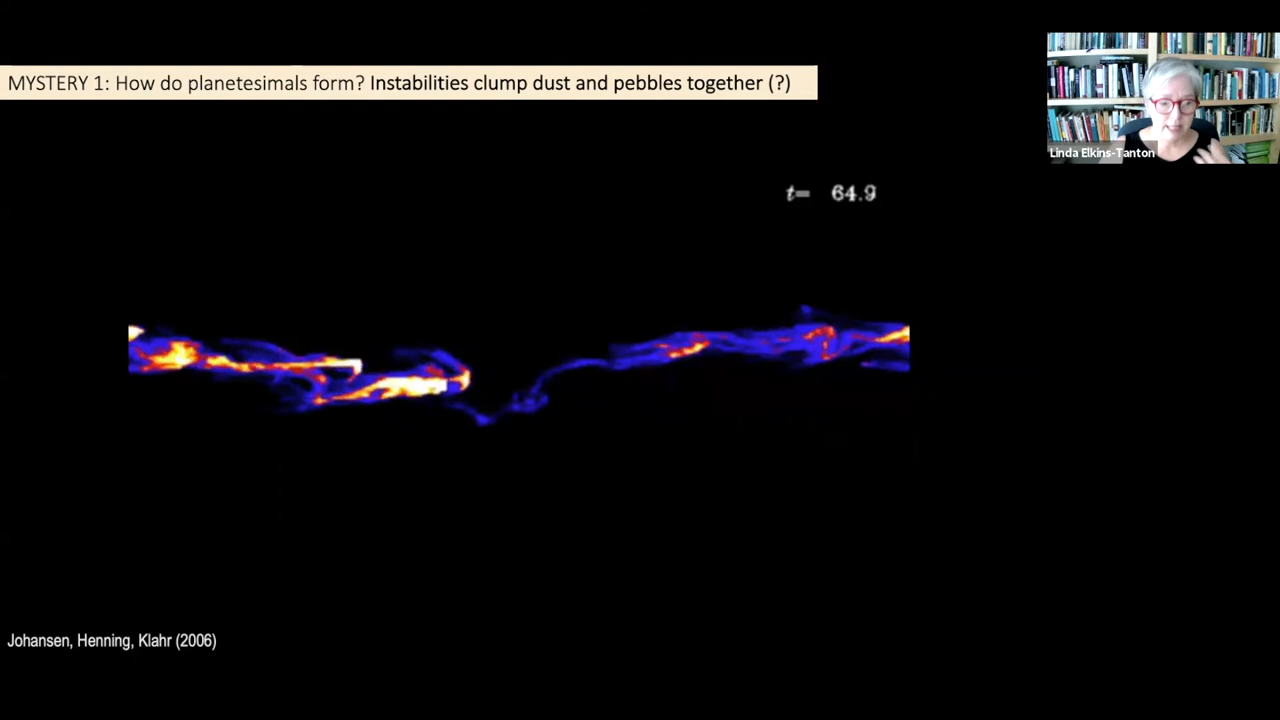 MYSTERY 1: How do planetesimals form? Instabilities clump dust and pebbles together (?)
Linda Elkins-Tanton
t= 64.9
Johansen, Henning, Klahr (2006)